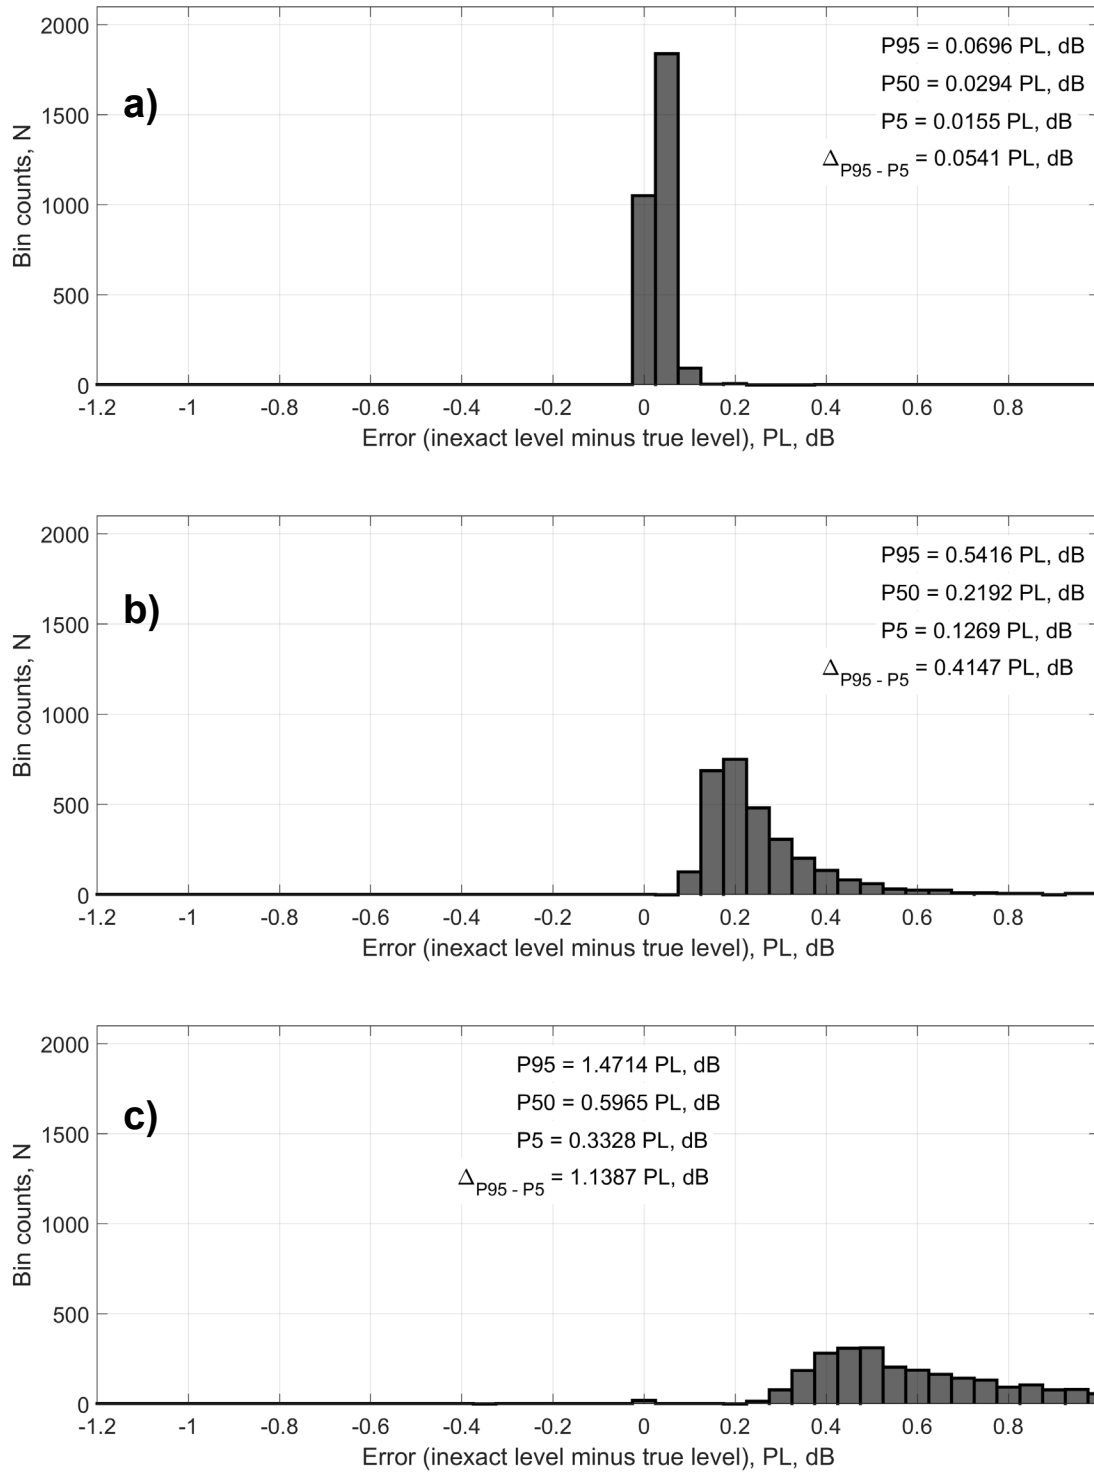 2000
1500
1000
500
0
Bin counts, N
a)
P95 = 0.0696 PL, dB
P50 = 0.0294 PL, dB
P5 = 0.0155 PL, dB
Δ P95 - P5 = 0.0541 PL, dB
-1.2 -1 -0.8 -0.6 -0.4 -0.2 0 0.2 0.4 0.6 0.8
Error (inexact level minus true level), PL, dB
2000
1500
1000
500
0
Bin counts, N
b)
P95 = 0.5416 PL, dB
P50 = 0.2192 PL, dB
P5 = 0.1269 PL, dB
Δ P95 - P5 = 0.4147 PL, dB
-1.2 -1 -0.8 -0.6 -0.4 -0.2 0 0.2 0.4 0.6 0.8
Error (inexact level minus true level), PL, dB
2000
1500
1000
500
0
Bin counts, N
c)
P95 = 1.4714 PL, dB
P50 = 0.5965 PL, dB
P5 = 0.3328 PL, dB
Δ P95 - P5 = 1.1387 PL, dB
-1.2 -1 -0.8 -0.6 -0.4 -0.2 0 0.2 0.4 0.6 0.8
Error (inexact level minus true level), PL, dB